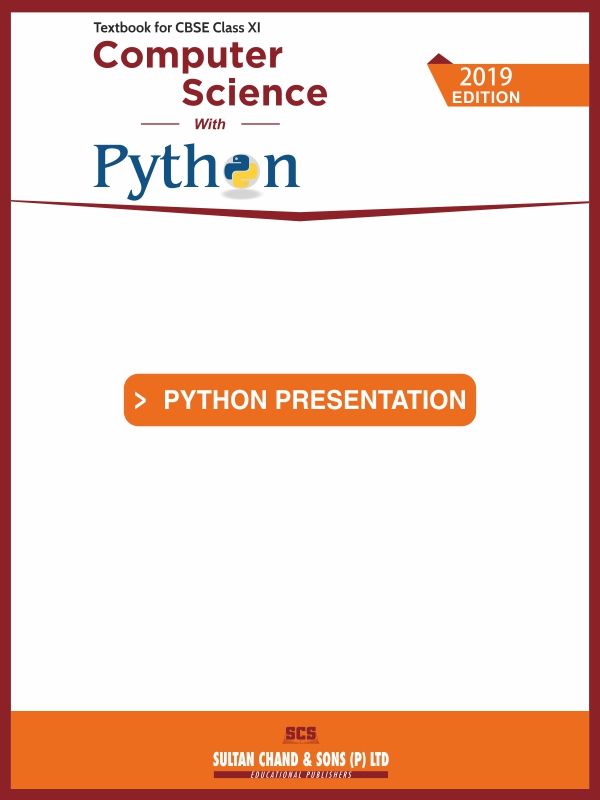 Textbook for CBSE Class XI
Computer
Science
With
Python
2019
EDITION
> PYTHON PRESENTATION
SCS
SULTAN CHAND & SONS (P) LTD
EDUCATIONAL PUBLISHERS